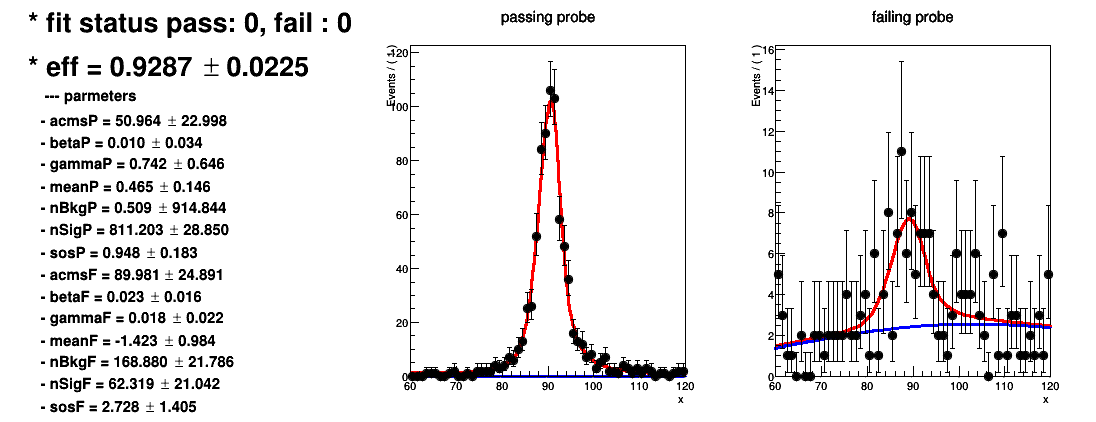 * fit status pass: 0, fail : 0
* eff = 0.9287 ± 0.0225
--- parmeters
- acmsP = 50.964 ± 22.998
- betaP = 0.010 ± 0.034
- gammaP = 0.742 ± 0.646
- meanP = 0.465 ± 0.146
- nBkgP = 0.509 ± 914.844
- nSigP = 811.203 ± 28.850
- sosP = 0.948 ± 0.183
- acmsF = 89.981 ± 24.891
- betaF = 0.023 ± 0.016
- gammaF = 0.018 ± 0.022
- meanF = -1.423 ± 0.984
- nBkgF = 168.880 ± 21.786
- nSigF = 62.319 ± 21.042
- sosF = 2.728 ± 1.405
passing probe
Events / ( 1 )
120
100
80
60
40
20
0
60 70 80 90 100 110 120
x
failing probe
Events / ( 1 )
16
14
12
10
8
6
4
2
0
60 70 80 90 100 110 120
x